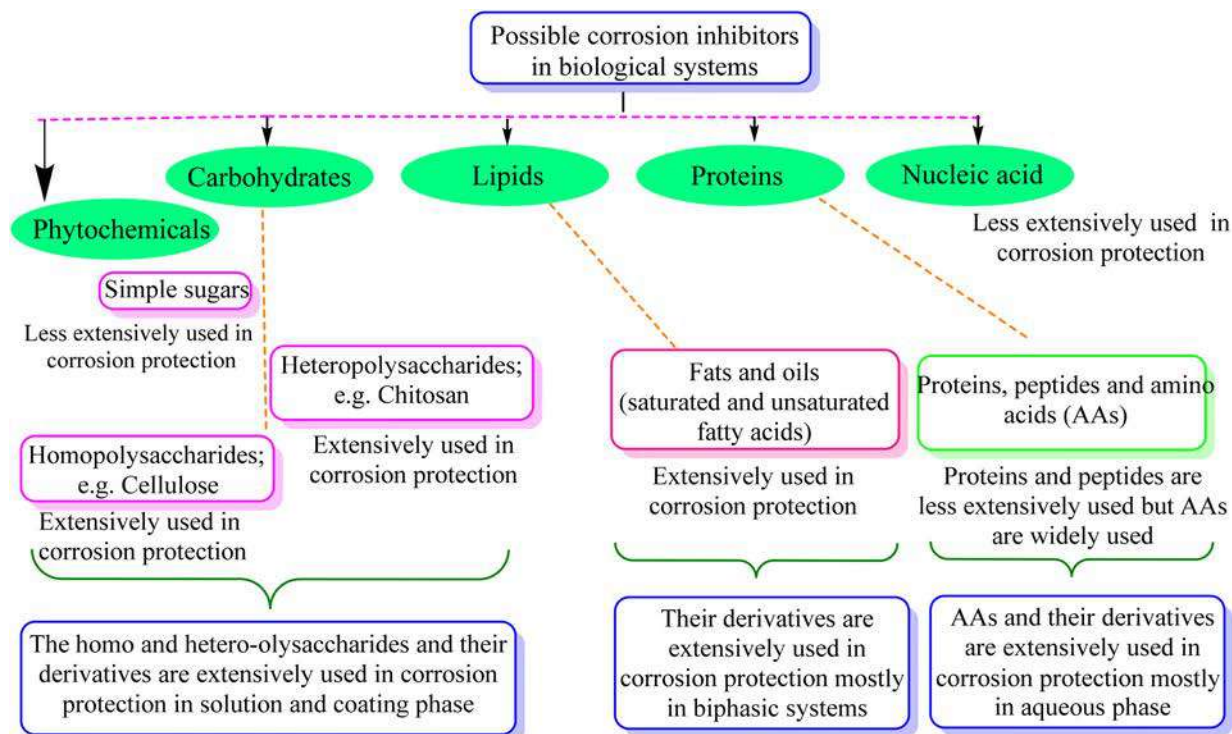 Possible corrosion inhibitors
in biological systems
Phytochemicals
Carbohydrates
Lipids
Proteins
Nucleic acid
Less extensively used in
corrosion protection
Simple sugars
Less extensively used in
corrosion protection
Heteropolysaccharides;
e.g. Chitosan
Extensively used in
corrosion protection
Homopolysaccharides;
e.g. Cellulose
Extensively used in
corrosion protection
Fats and oils
(saturated and unsaturated
fatty acids)
Extensively used in
corrosion protection
Proteins, peptides and amino
acids (AAs)
Proteins and peptides are
less extensively used but AAs
are widely used
The homo and hetero-olysaccharides and their
derivatives are extensively used in corrosion
protection in solution and coating phase
Their derivatives are
extensively used in
corrosion protection mostly
in biphasic systems
AAs and their derivatives
are extensively used in
corrosion protection mostly
in aqueous phase